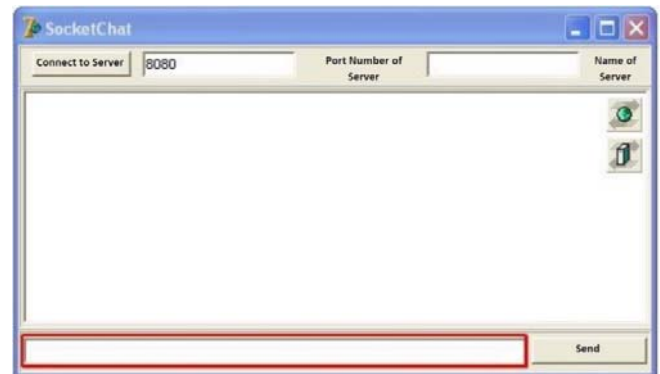 SocketChat
Connect to Server 8080 Port Number of Server Name of Server
Send